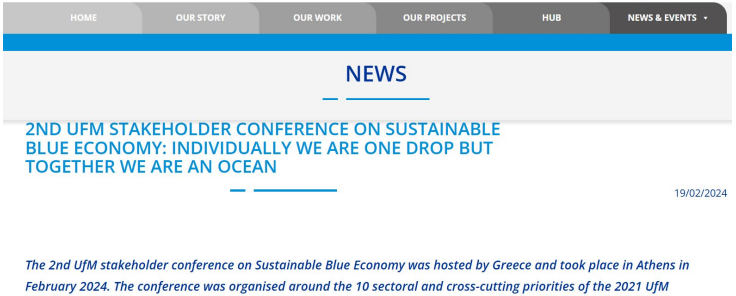 HOME OUR STORY OUR WORK OUR PROJECTS HUB NEWS & EVENTS
NEWS
2ND UFM STAKEHOLDER CONFERENCE ON SUSTAINABLE
BLUE ECONOMY: INDIVIDUALLY WE ARE ONE DROP BUT
TOGETHER WE ARE AN OCEAN
19/02/2024
The 2nd UfM stakeholder conference on Sustainable Blue Economy was hosted by Greece and took place in Athens in
February 2024. The conference was organised around the 10 sectoral and cross-cutting priorities of the 2021 UfM